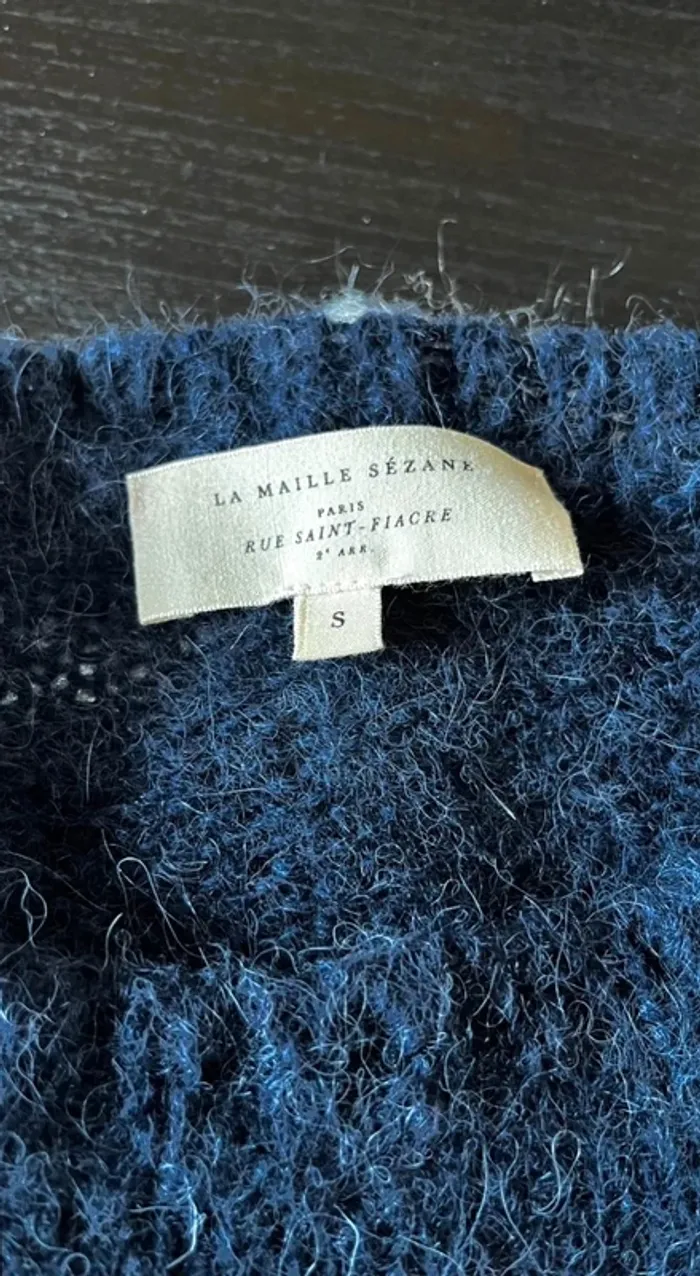 LA MAILLE SÉZANE
PARIS
RUE SAINT-FIACRE
2ᵉ ARR.
S